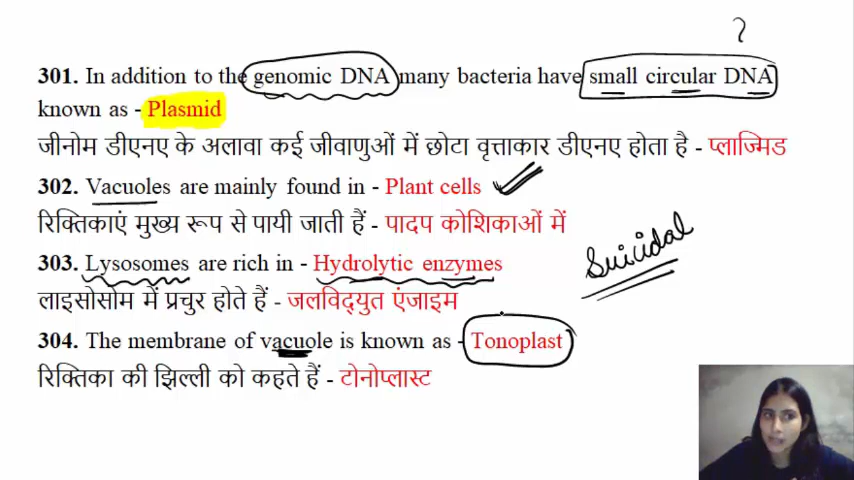 ?
301. In addition to the genomic DNA many bacteria have small circular DNA
known as - Plasmid
जीनोम डीएनए के अलावा कई जीवाणुओं में छोटा वृत्ताकार डीएनए होता है - प्लाज्मिड
302. Vacuoles are mainly found in - Plant cells
रिक्तिकाएं मुख्य रूप से पायी जाती हैं - पादप कोशिकाओं में
Suicidal
303. Lysosomes are rich in - Hydrolytic enzymes
लाइसोसोम में प्रचुर होते हैं - जलविद्युत एंजाइम
304. The membrane of vacuole is known as - Tonoplast
रिक्तिका की झिल्ली को कहते हैं - टोनोप्लास्ट